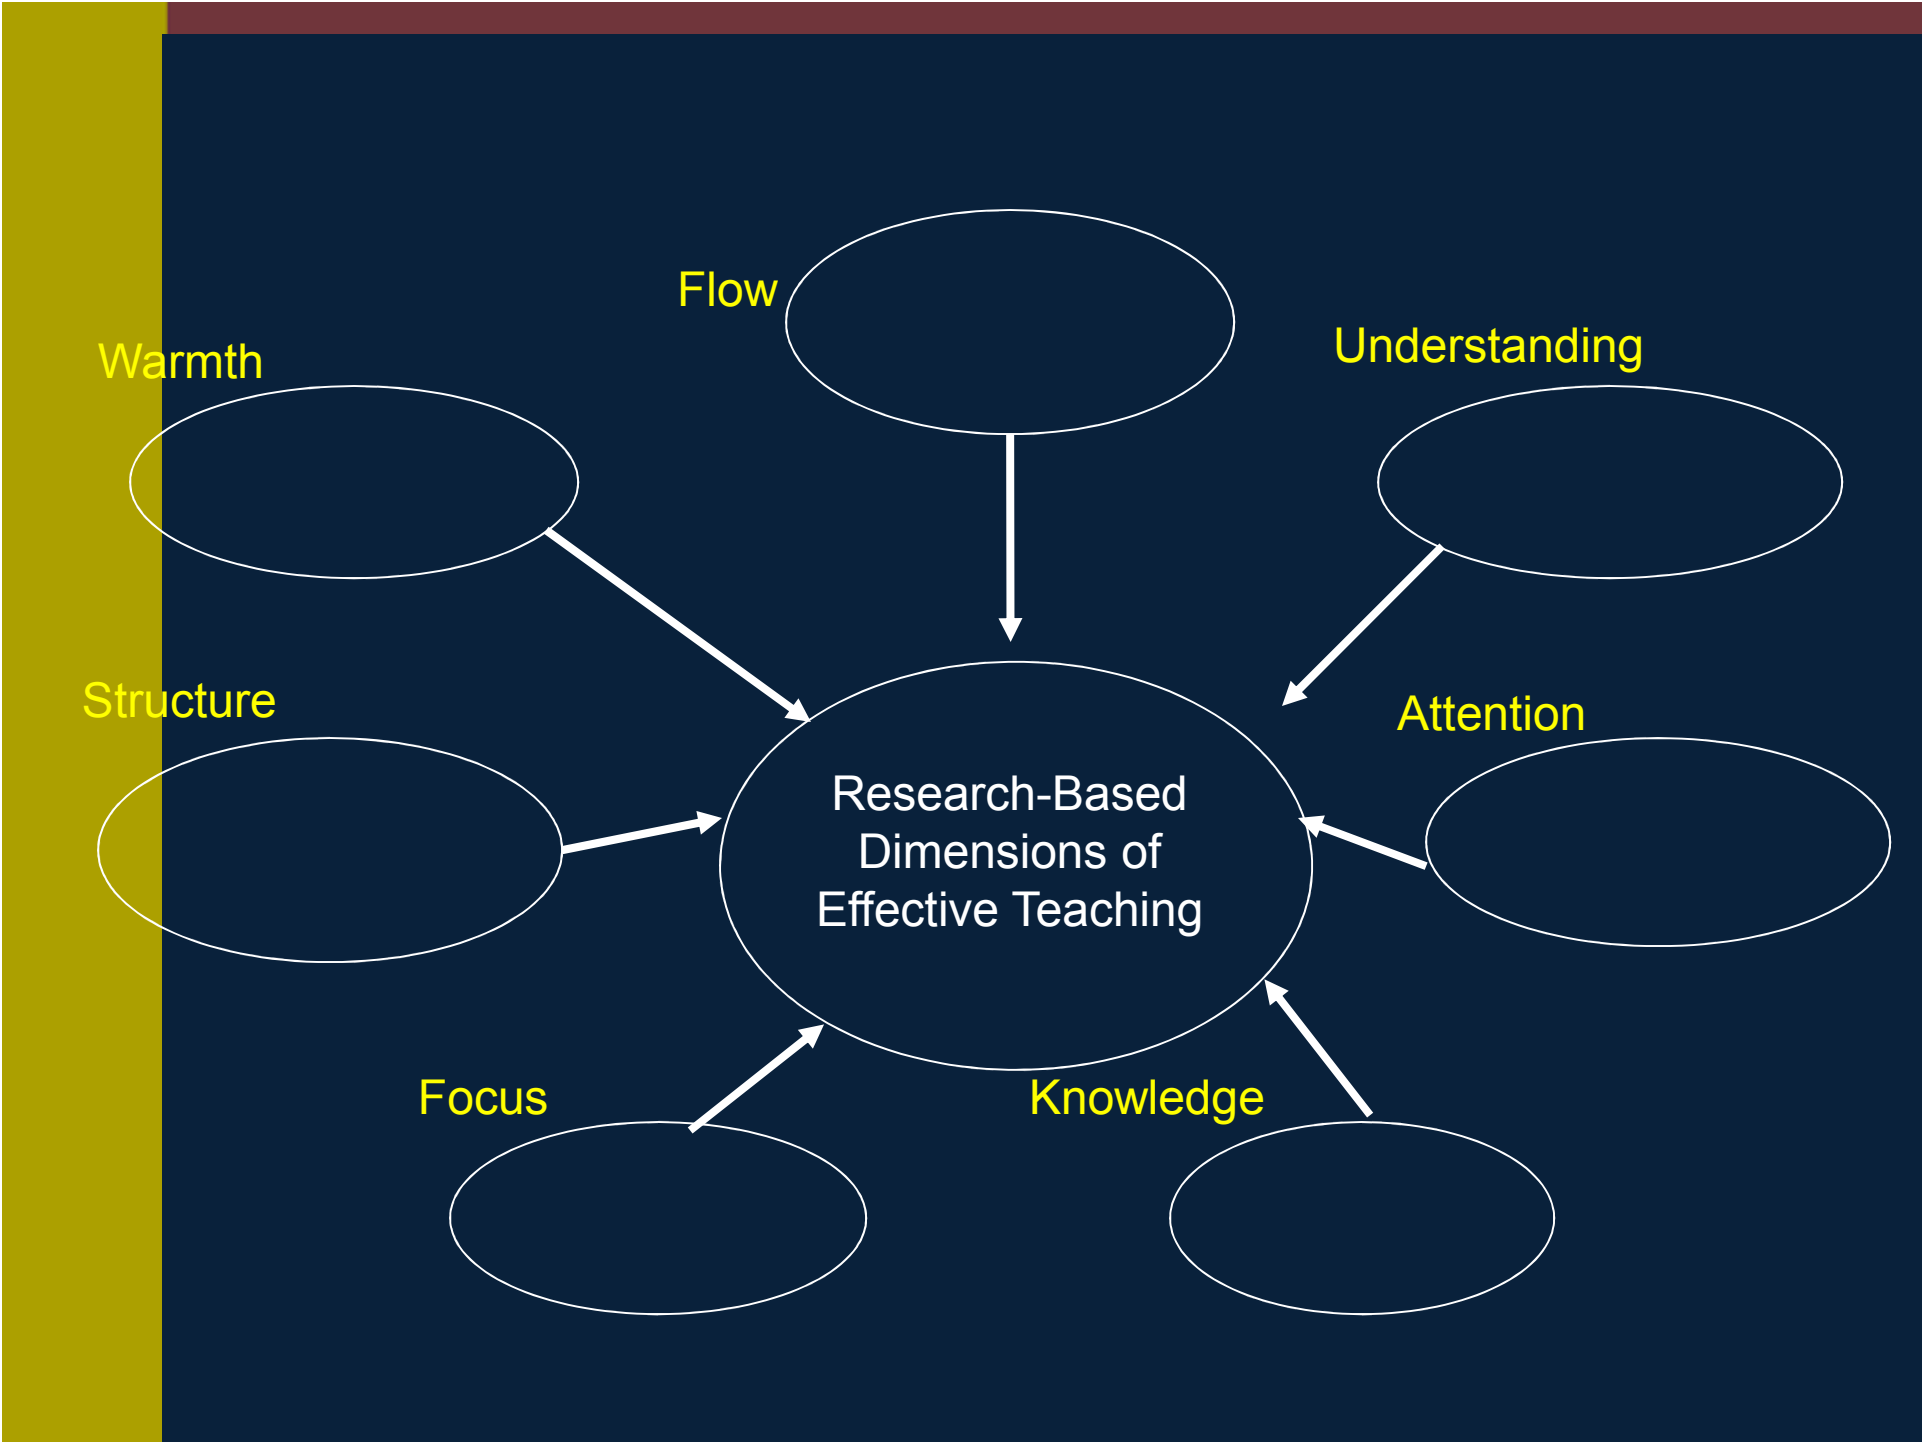 Flow
Understanding
Warmth
Structure
Attention
Research-Based
Dimensions of
Effective Teaching
Focus
Knowledge